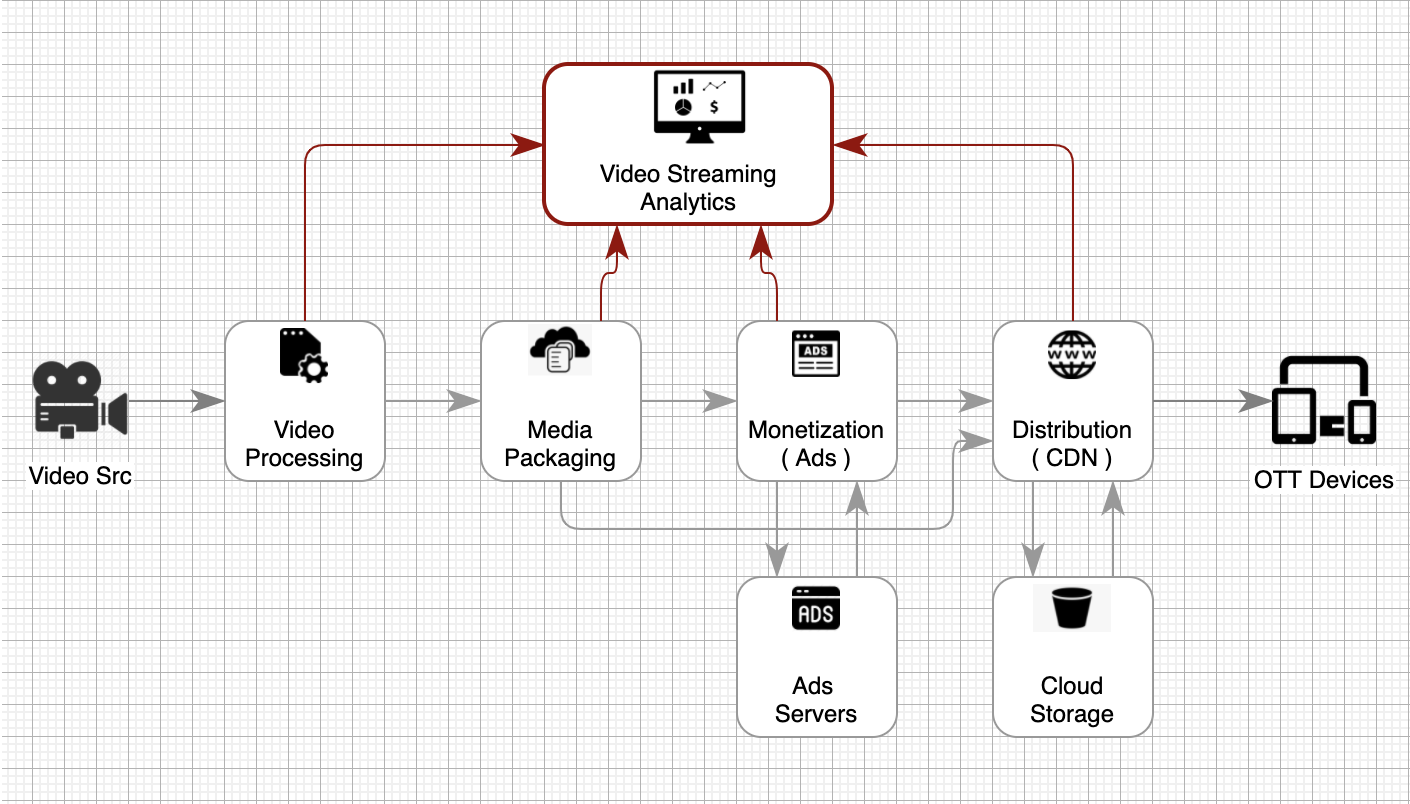 $
Video Streaming
Analytics
ADS
WWW
Video
Processing
Media
Packaging
Monetization
( Ads )
Distribution
( CDN )
Video Src
OTT Devices
ADS
Ads
Servers
Cloud
Storage